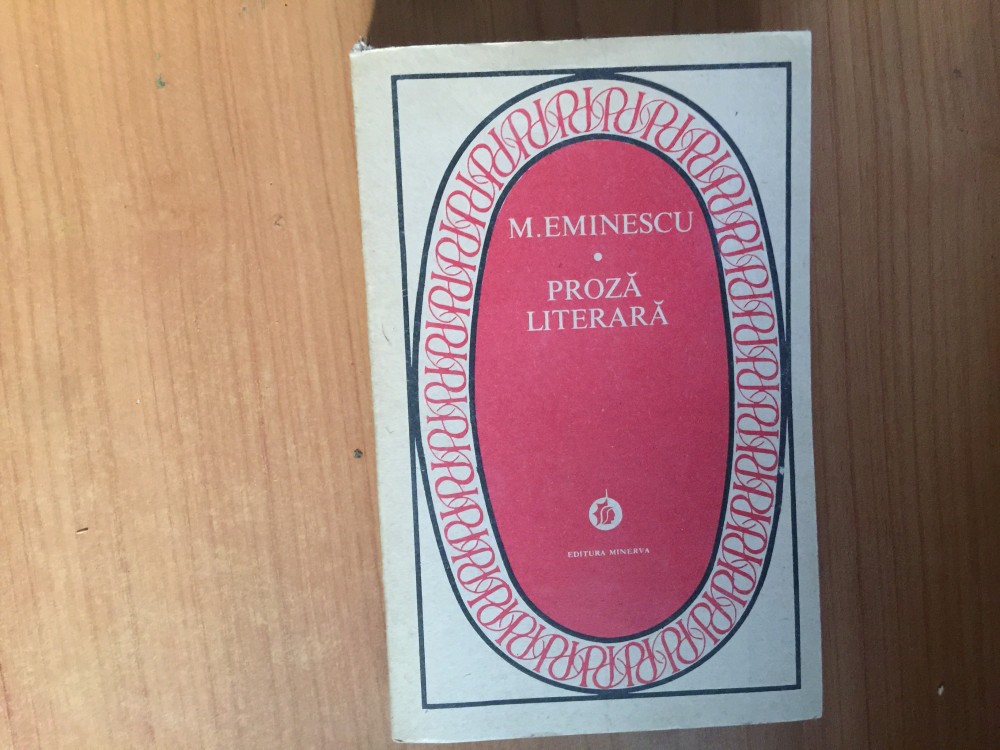 M. EMINESCU
PROZĂ
LITERARĂ
EDITURA MINERVA